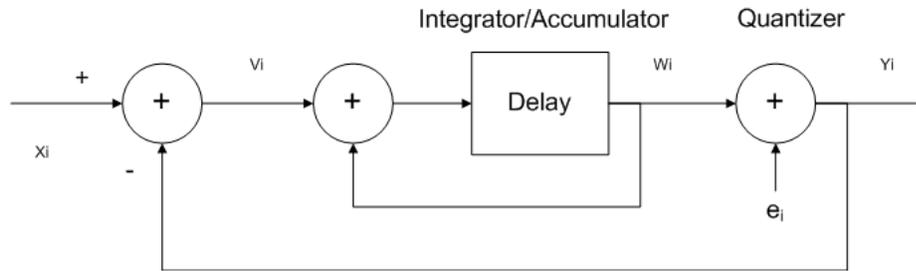 Integrator/Accumulator
Quantizer
+
Vi
Wi
Yi
+
+
Delay
+
Xi
-
ei